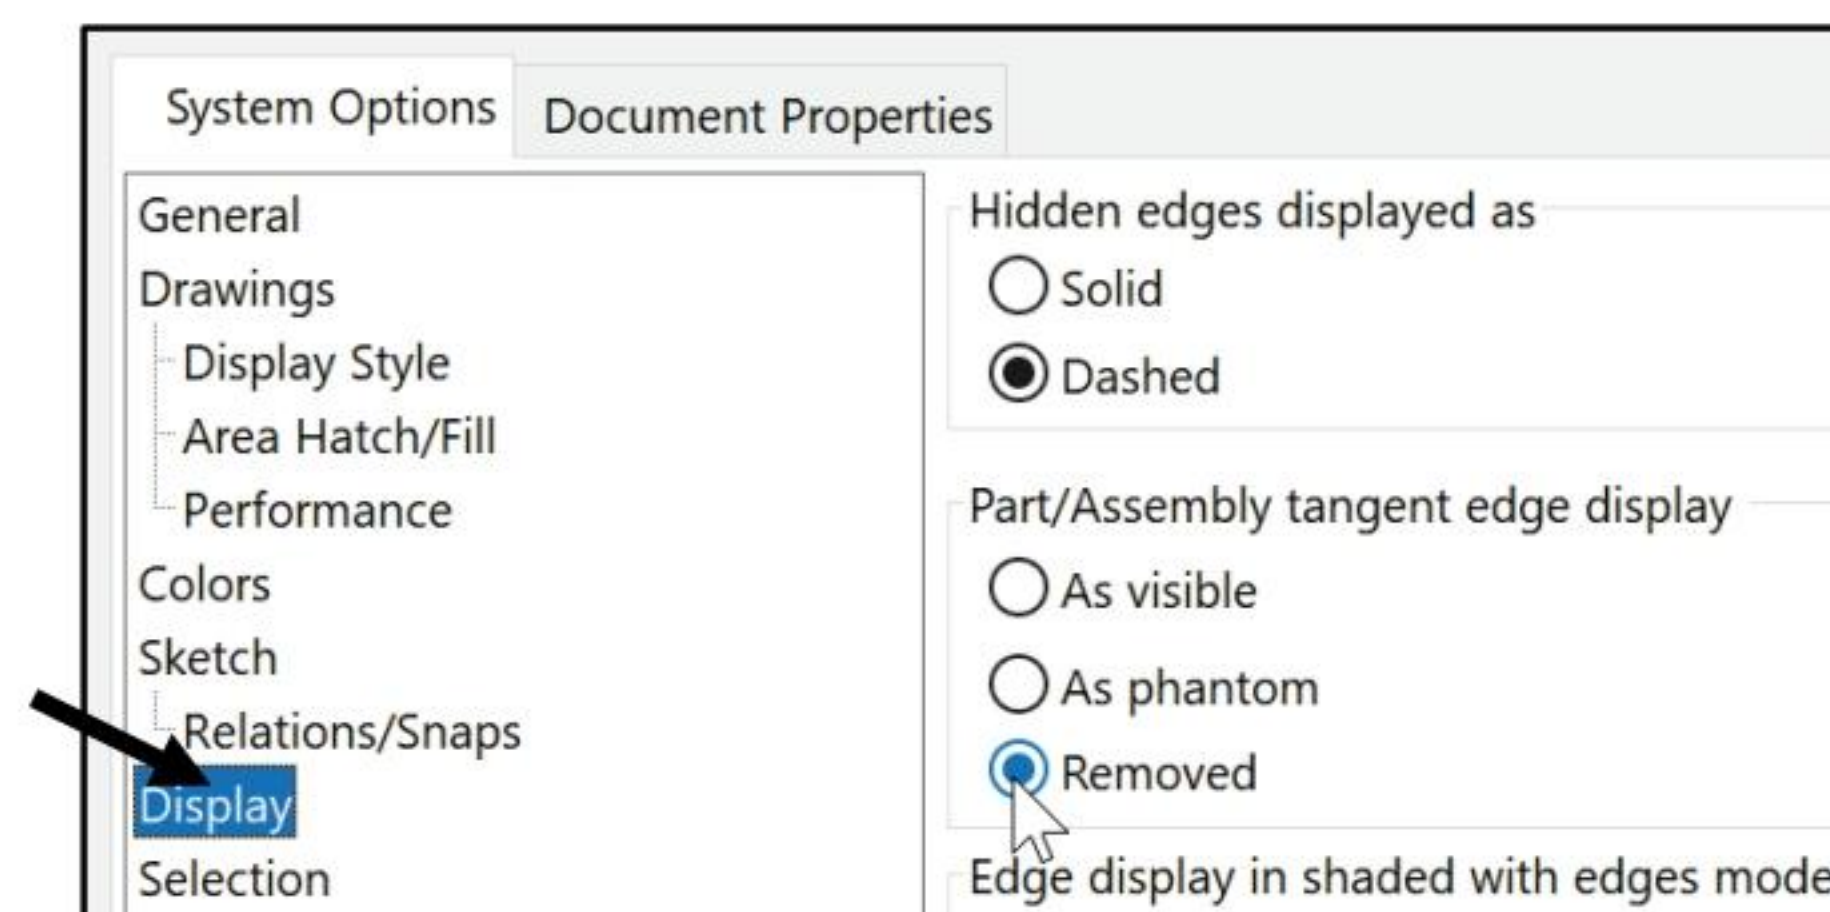 System Options
Document Properties
General
Drawings
Display Style
Area Hatch/Fill
Performance
Colors
Sketch
Relations/Snaps
Display
Selection
Hidden edges displayed as
Solid
Dashed
Part/Assembly tangent edge display
As visible
As phantom
Removed
Edge display in shaded with edges mode